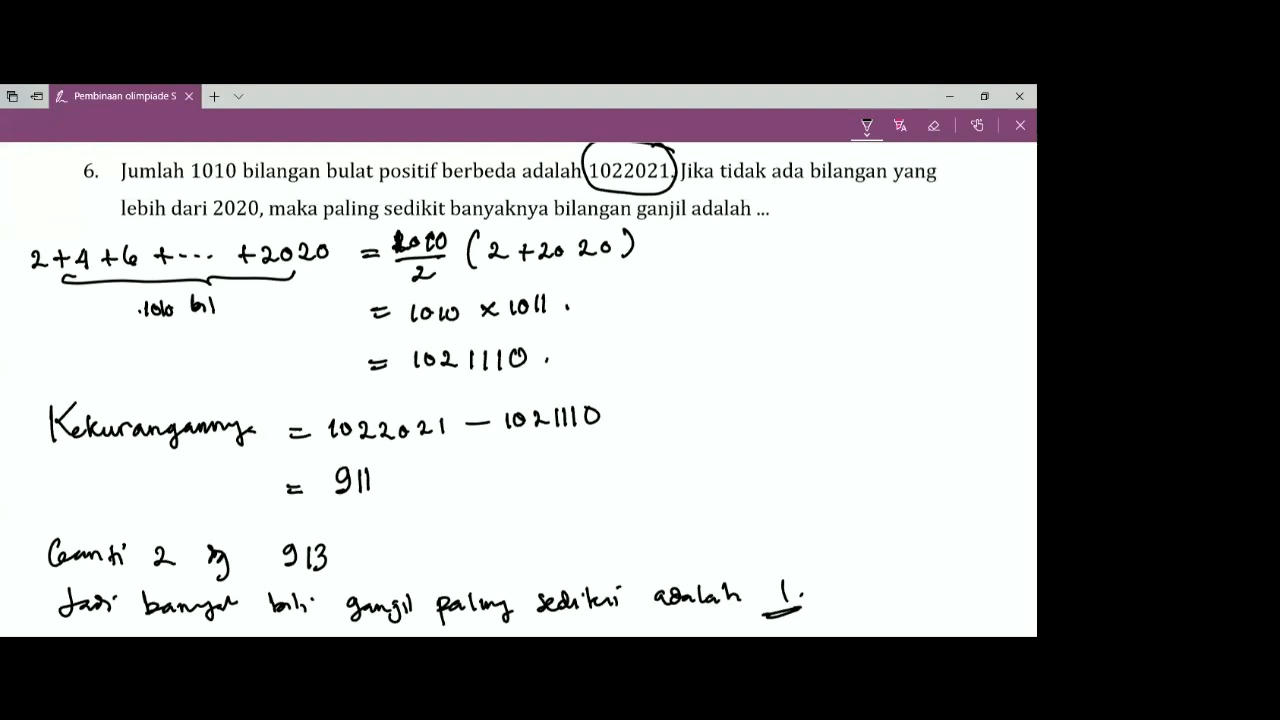 Pembinaan olimpiade S
6. Jumlah 1010 bilangan bulat positif berbeda adalah 1022021. Jika tidak ada bilangan yang
lebih dari 2020, maka paling sedikit banyaknya bilangan ganjil adalah ...
2 + 4 + 6 + ... + 2020 = 1010/2 (2 + 2020)
1010 bil
= 1010 × 1011.
= 1021110.
Kekurangannya = 1022021 - 1021110
= 911
Ganti 2 dg 913
Jadi banyak bil. ganjil paling sedikit adalah 1.